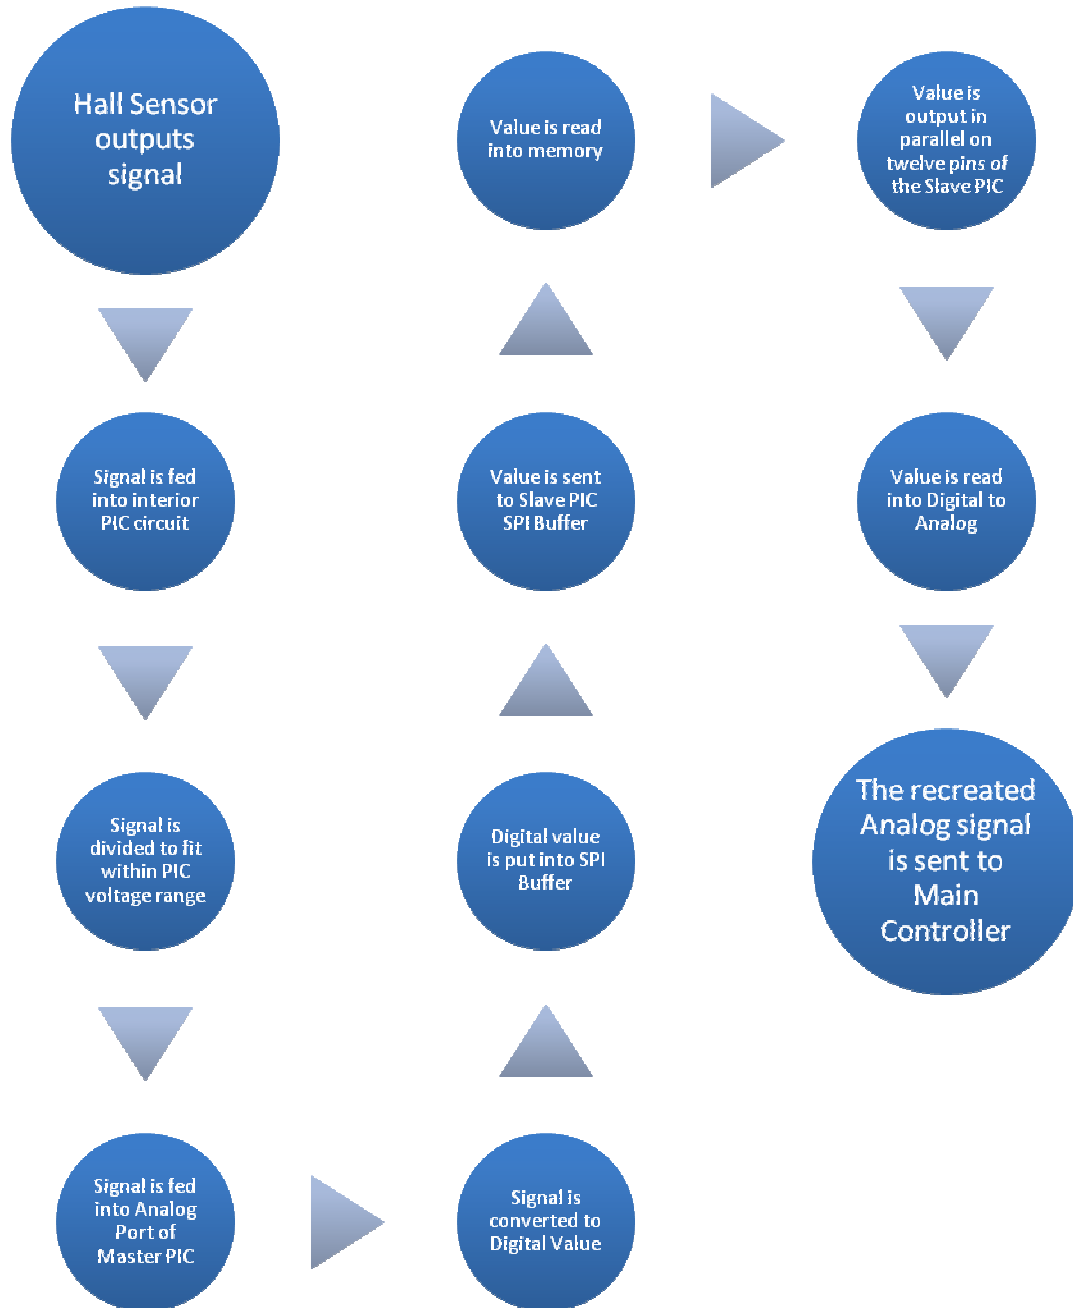 Hall Sensor
outputs
signal
Signal is fed
into interior
PIC circuit
Signal is
divided to fit
within PIC
voltage range
Signal is fed
into Analog
Port of
Master PIC
Signal is
converted to
Digital Value
Digital value
is put into SPI
Buffer
Value is sent
to Slave PIC
SPI Buffer
Value is read
into memory
Value is
output in
parallel on
twelve pins of
the Slave PIC
Value is read
into Digital to
Analog
The recreated
Analog signal
is sent to
Main
Controller